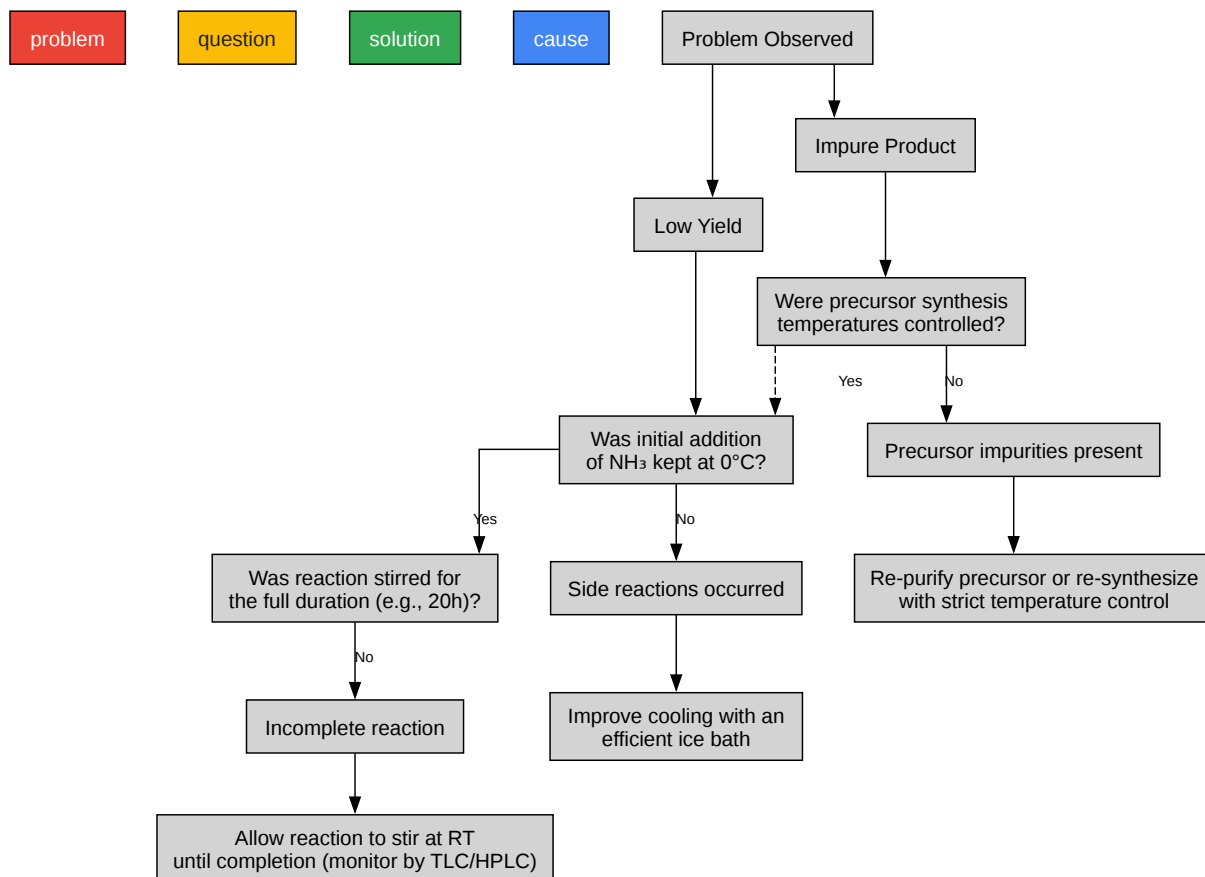 problem
question
solution
cause
Problem Observed
Impure Product
Low Yield
Were precursor synthesis
temperatures controlled?
Yes
No
Was initial addition
of NH₃ kept at 0°C?
Precursor impurities present
Yes
No
Was reaction stirred for
the full duration (e.g., 20h)?
Side reactions occurred
Re-purify precursor or re-synthesize
with strict temperature control
No
Incomplete reaction
Improve cooling with an
efficient ice bath
Allow reaction to stir at RT
until completion (monitor by TLC/HPLC)